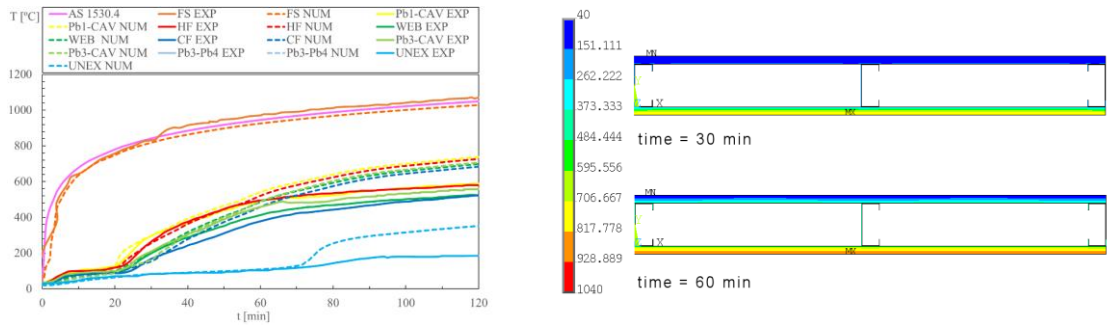 T [ºC]
AS 1530.4 FS EXP FS NUM Pb1-CAV EXP
Pb1-CAV NUM HF EXP HF NUM WEB EXP
WEB NUM CF EXP CF NUM Pb3-CAV EXP
Pb3-CAV NUM Pb3-Pb4 EXP Pb3-Pb4 NUM UNEX EXP
UNEX NUM
1200
1000
800
600
400
200
0
0 20 40 60 80 100 120
t [min]
40
151.111
262.222
373.333
484.444
595.556
706.667
817.778
928.889
1040
MN
X
MX
time = 30 min
MN
X
MX
time = 60 min